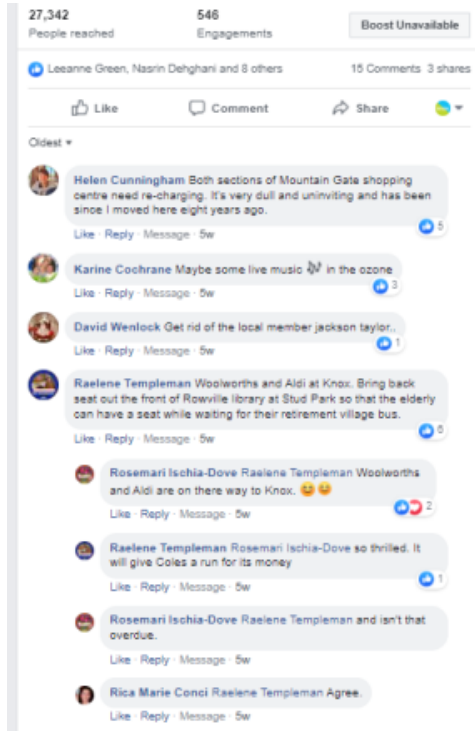 27,342 546 Boost Unavailable
People reached Engagements
Leeanne Green, Nasrin Dehghani and 8 others 15 Comments 3 shares
Like Comment Share
Oldest
Helen Cunningham Both sections of Mountain Gate shopping
centre need re-charging. It's very dull and uninviting and has been
since I moved here eight years ago.
5
Like · Reply · Message · 5w
Karine Cochrane Maybe some live music 🎶 in the ozone
3
Like · Reply · Message · 5w
David Wenlock Get rid of the local member jackson taylor..
1
Like · Reply · Message · 5w
Raelene Templeman Woolworths and Aldi at Knox. Bring back
seat out the front of Rowville library at Stud Park so that the elderly
can have a seat while waiting for their retirement village bus.
6
Like · Reply · Message · 5w
Rosemari Ischia-Dove Raelene Templeman Woolworths
and Aldi are on there way to Knox. 😀😀
2
Like · Reply · Message · 5w
Raelene Templeman Rosemari Ischia-Dove so thrilled. It
will give Coles a run for its money
1
Like · Reply · Message · 5w
Rosemari Ischia-Dove Raelene Templeman and isn't that
overdue.
Like · Reply · Message · 5w
Rica Marie Conci Raelene Templeman Agree.
Like · Reply · Message · 5w